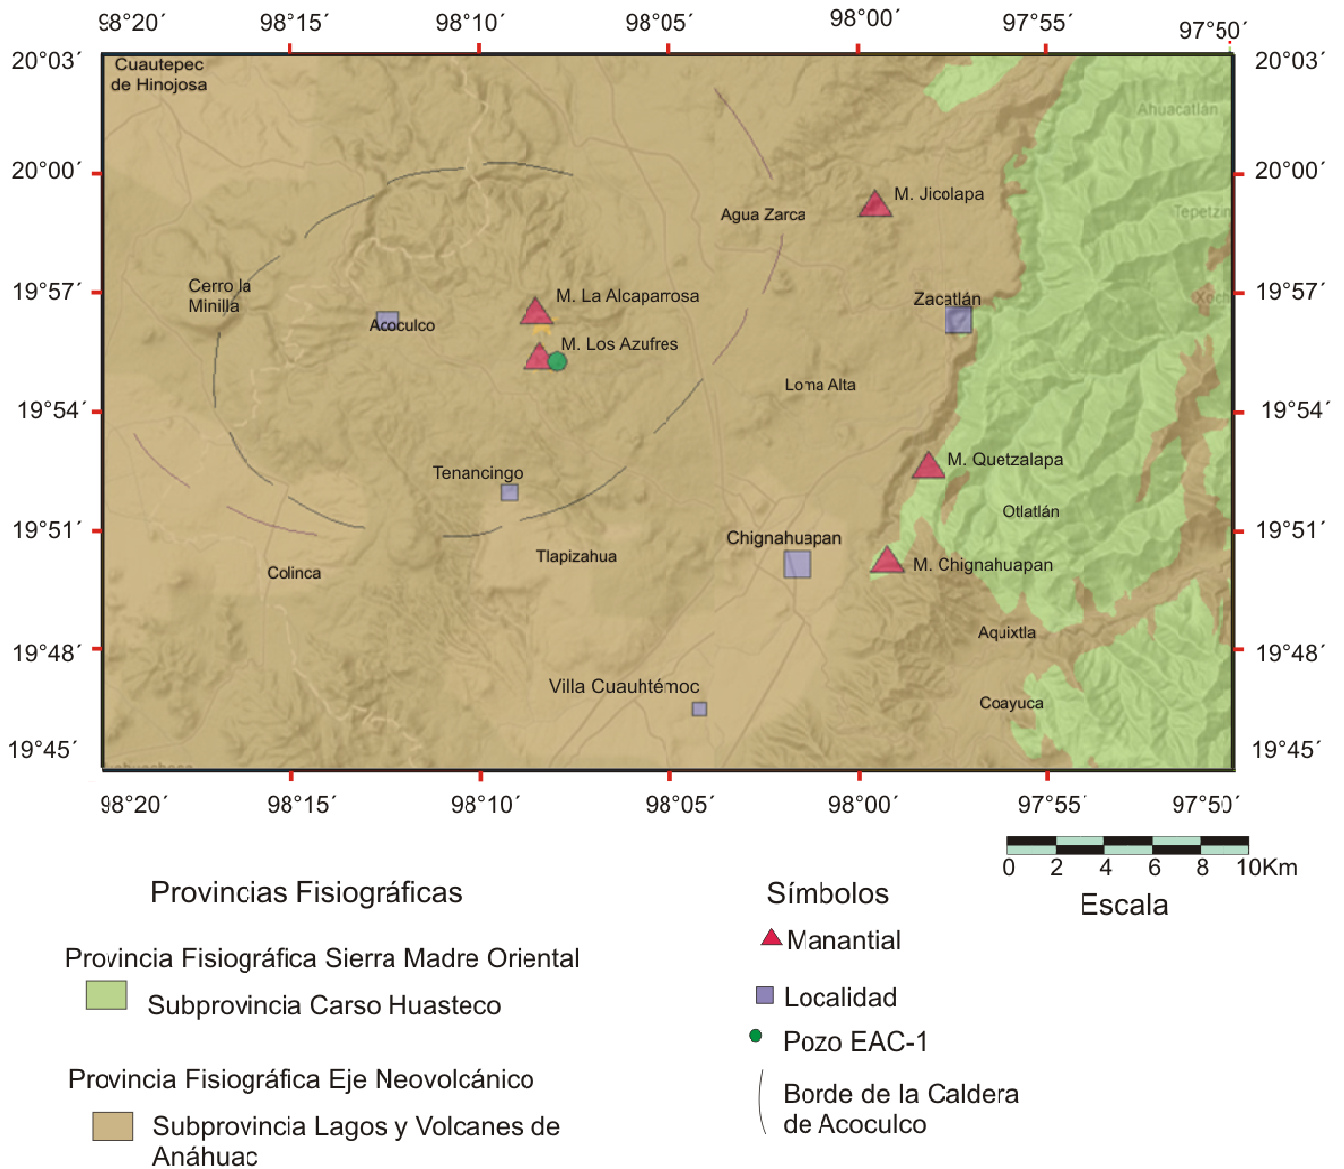 98°20´ 98°15´ 98°10´ 98°05´ 98°00´ 97°55´ 97°50´
20°03´ 20°03´
Cuautepec
de Hinojosa
Ahuacatlán
20°00´ 20°00´
M. Jicolapa
Agua Zarca
Tepetzin
Cerro la
Minilla
19°57´ 19°57´
M. La Alcaparrosa
Zacatlán
Xoch
Acoculco
M. Los Azufres
Loma Alta
19°54´ 19°54´
M. Quetzalapa
Tenancingo
Otlatlán
19°51´ 19°51´
Chignahuapan
Tlapizahua
M. Chignahuapan
Colinca
Aquixtla
19°48´ 19°48´
Villa Cuauhtémoc
Coayuca
19°45´ 19°45´
98°20´ 98°15´ 98°10´ 98°05´ 98°00´ 97°55´ 97°50´
0 2 4 6 8 10Km
Escala
Provincias Fisiográficas
Provincia Fisiográfica Sierra Madre Oriental
Subprovincia Carso Huasteco
Provincia Fisiográfica Eje Neovolcánico
Subprovincia Lagos y Volcanes de
Anáhuac
Símbolos
Manantial
Localidad
Pozo EAC-1
Borde de la Caldera
de Acoculco